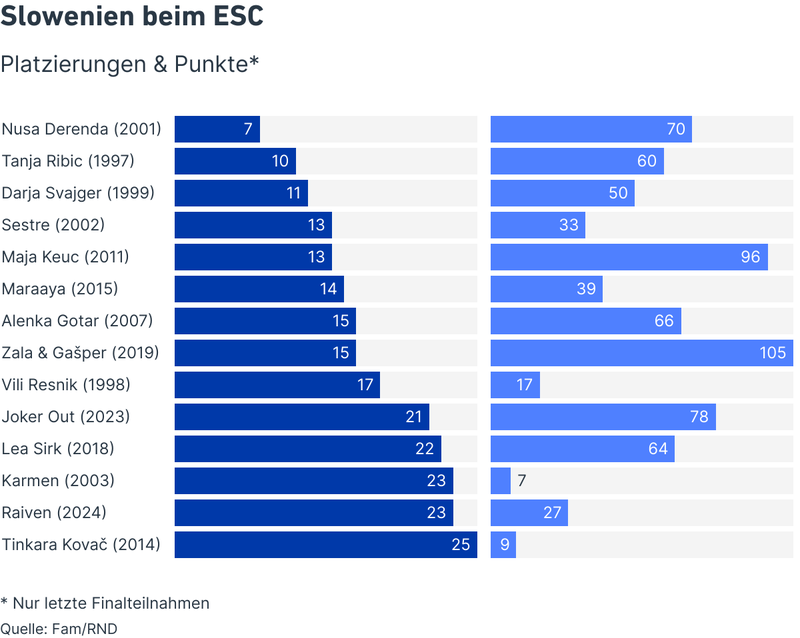 Slowenien beim ESC
Platzierungen & Punkte*
Nusa Derenda (2001) 7 70
Tanja Ribic (1997) 10 60
Darja Svajger (1999) 11 50
Sestre (2002) 13 33
Maja Keuc (2011) 13 96
Maraaya (2015) 14 39
Alenka Gotar (2007) 15 66
Zala & Gašper (2019) 15 105
Vili Resnik (1998) 17 17
Joker Out (2023) 21 78
Lea Sirk (2018) 22 64
Karmen (2003) 23 7
Raiven (2024) 23 27
Tinkara Kovač (2014) 25 9
* Nur letzte Finalteilnahmen
Quelle: Fam/RND